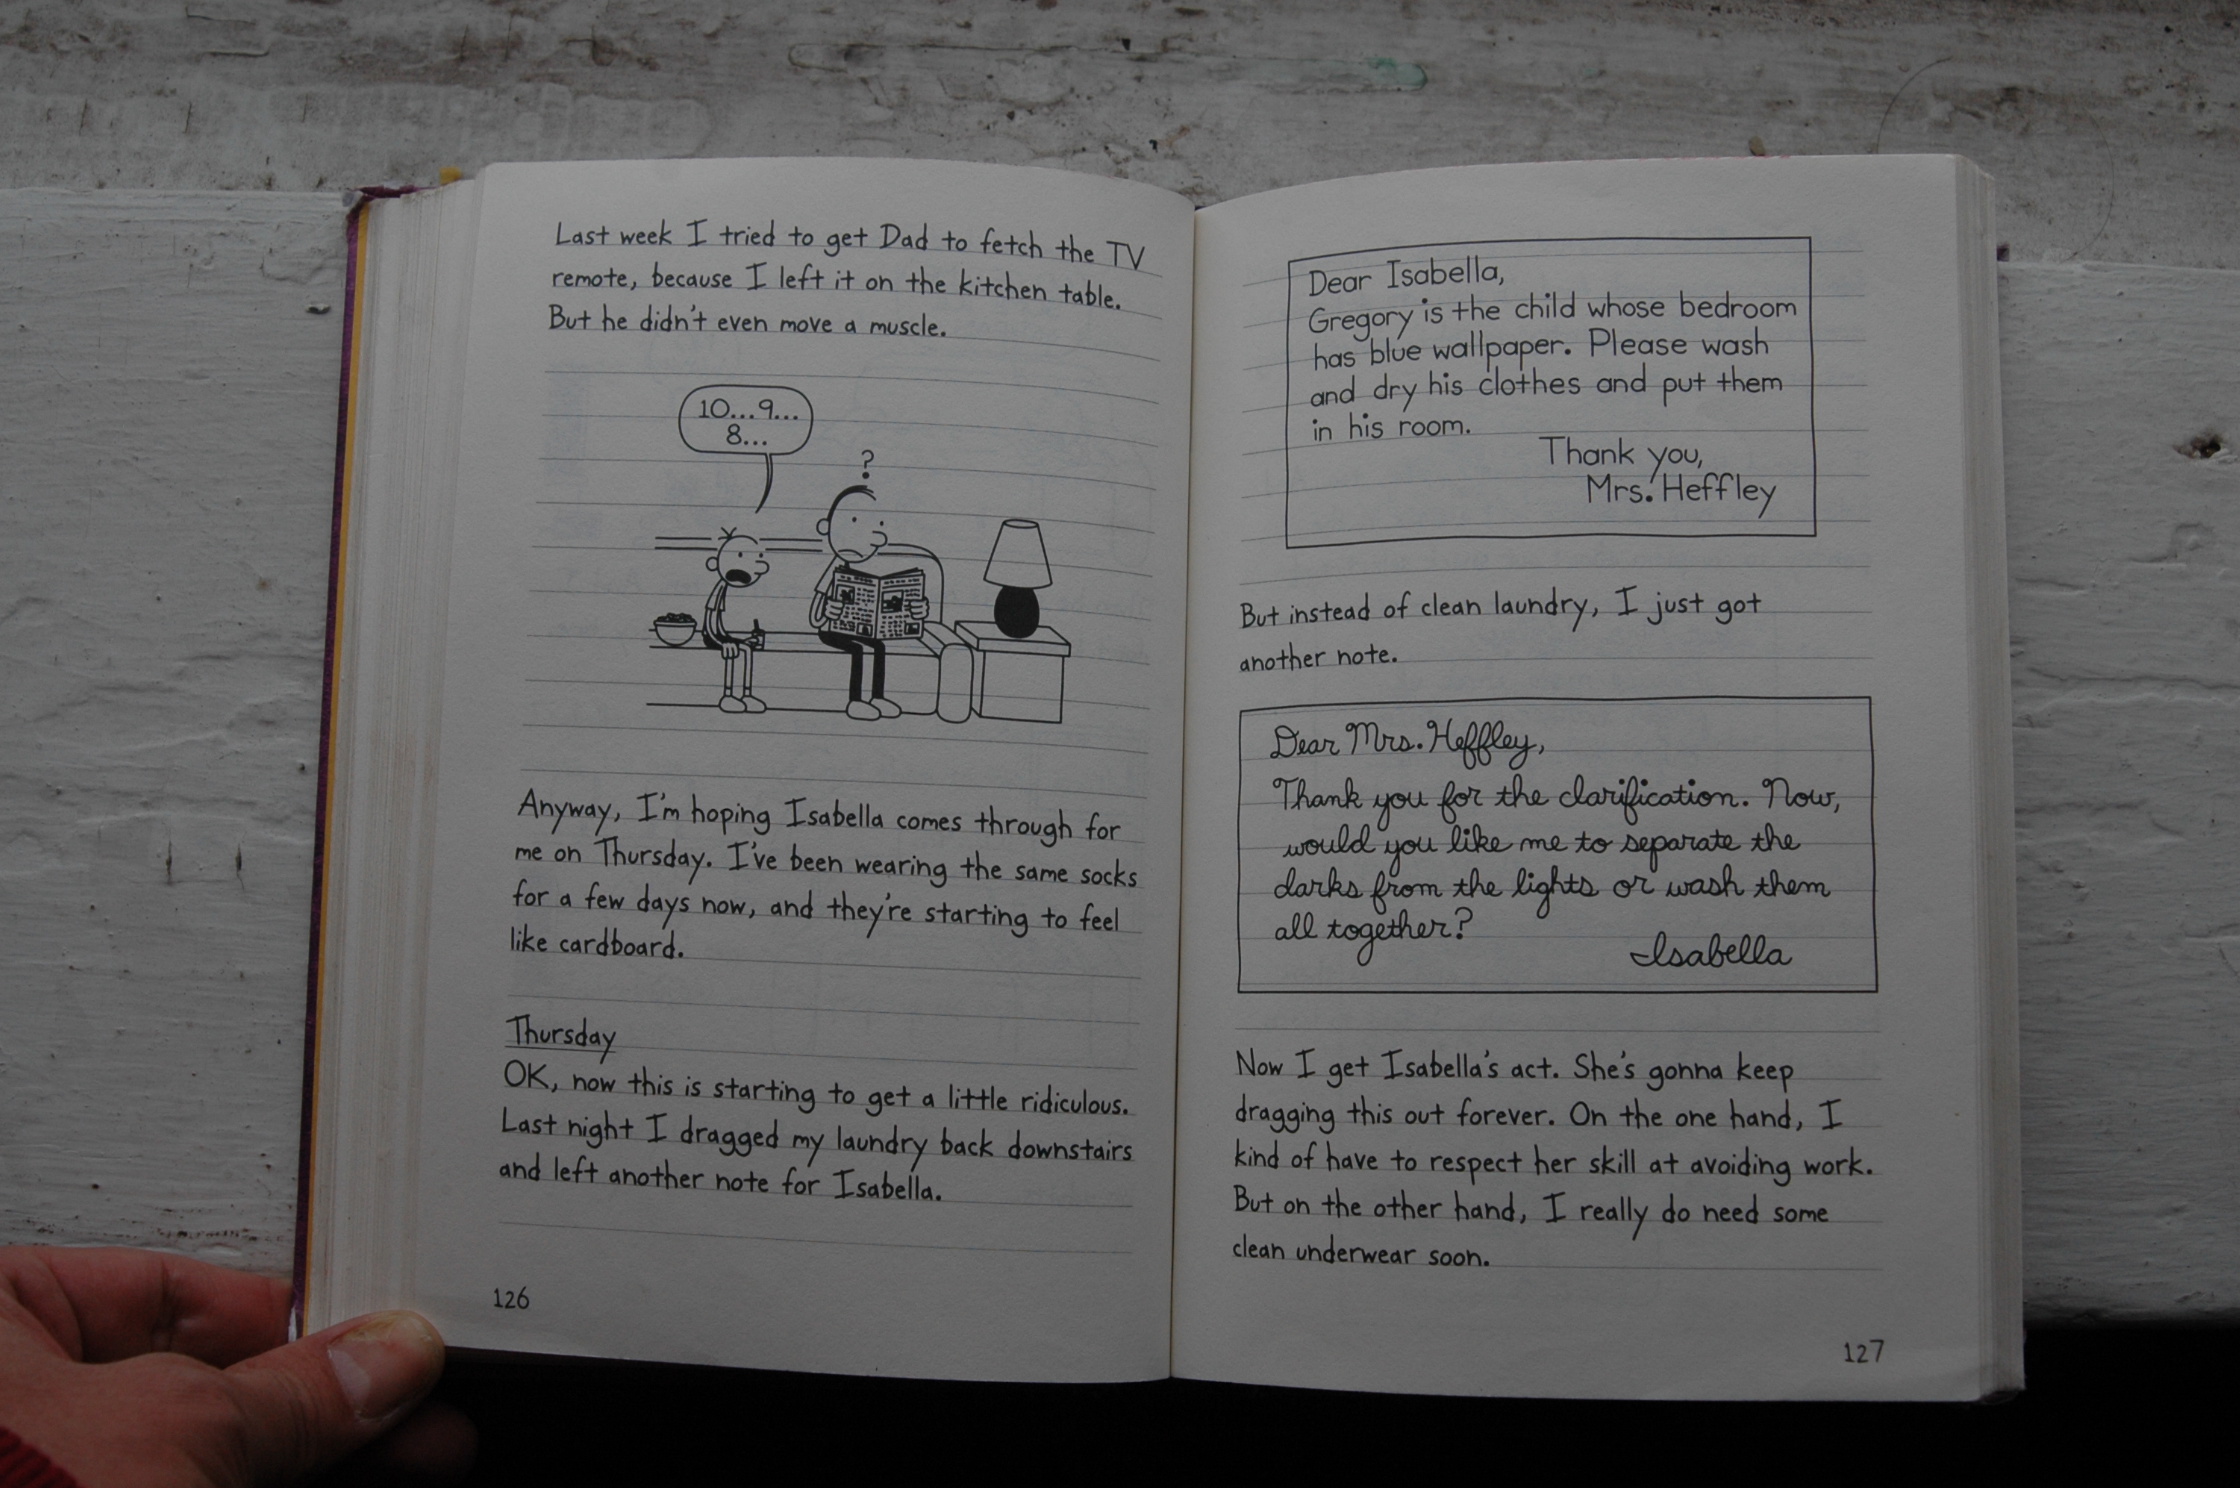 Last week I tried to get Dad to fetch the TV
remote, because I left it on the kitchen table.
But he didn't even move a muscle.
10...9...
8...
?
Anyway, I'm hoping Isabella comes through for
me on Thursday. I've been wearing the same socks
for a few days now, and they're starting to feel
like cardboard.
Thursday
OK, now this is starting to get a little ridiculous.
Last night I dragged my laundry back downstairs
and left another note for Isabella.
126
Dear Isabella,
Gregory is the child whose bedroom
has blue wallpaper. Please wash
and dry his clothes and put them
in his room.
Thank you,
Mrs. Heffley
But instead of clean laundry, I just got
another note.
Dear Mrs. Heffley,
Thank you for the clarification. Now,
would you like me to separate the
darks from the lights or wash them
all together?
-Isabella
Now I get Isabella's act. She's gonna keep
dragging this out forever. On the one hand, I
kind of have to respect her skill at avoiding work.
But on the other hand, I really do need some
clean underwear soon.
127